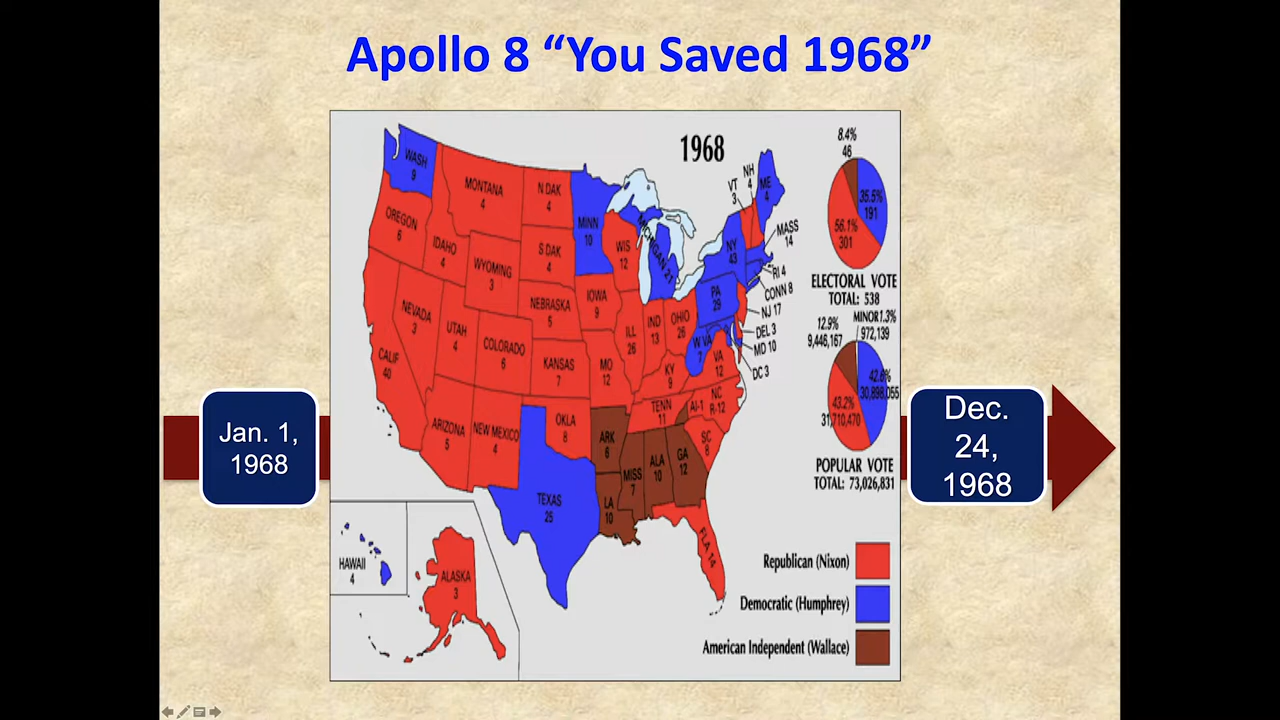 Apollo 8 “You Saved 1968”
1968
WASH
9
OREGON
6
CALIF
40
NEVADA
3
IDAHO
4
MONTANA
4
WYOMING
3
UTAH
4
COLORADO
6
ARIZONA
5
NEW MEXICO
4
N DAK
4
S DAK
4
NEBRASKA
5
KANSAS
7
OKLA
8
TEXAS
25
MINN
10
IOWA
9
MO
12
ARK
6
LA
10
WIS
12
ILL
26
MICHIGAN 21
IND
13
OHIO
26
KY
9
TENN
11
MISS
7
ALA
10
GA
12
FLA 14
SC
8
NC
AI-1 R-12
VA
12
W VA
7
PA
29
NY
43
VT
3
NH
4
ME
4
MASS
14
RI 4
CONN 8
NJ 17
DEL 3
MD 10
DC 3
HAWAII
4
ALASKA
3
8.4%
46
35.5%
191
56.1%
301
ELECTORAL VOTE
TOTAL: 538
12.9%
9,446,167
MINOR 1.3%
972,139
42.6%
30,898,055
43.2%
31,710,470
POPULAR VOTE
TOTAL: 73,026,831
Republican (Nixon)
Democratic (Humphrey)
American Independent (Wallace)
Jan. 1,
1968
Dec.
24,
1968